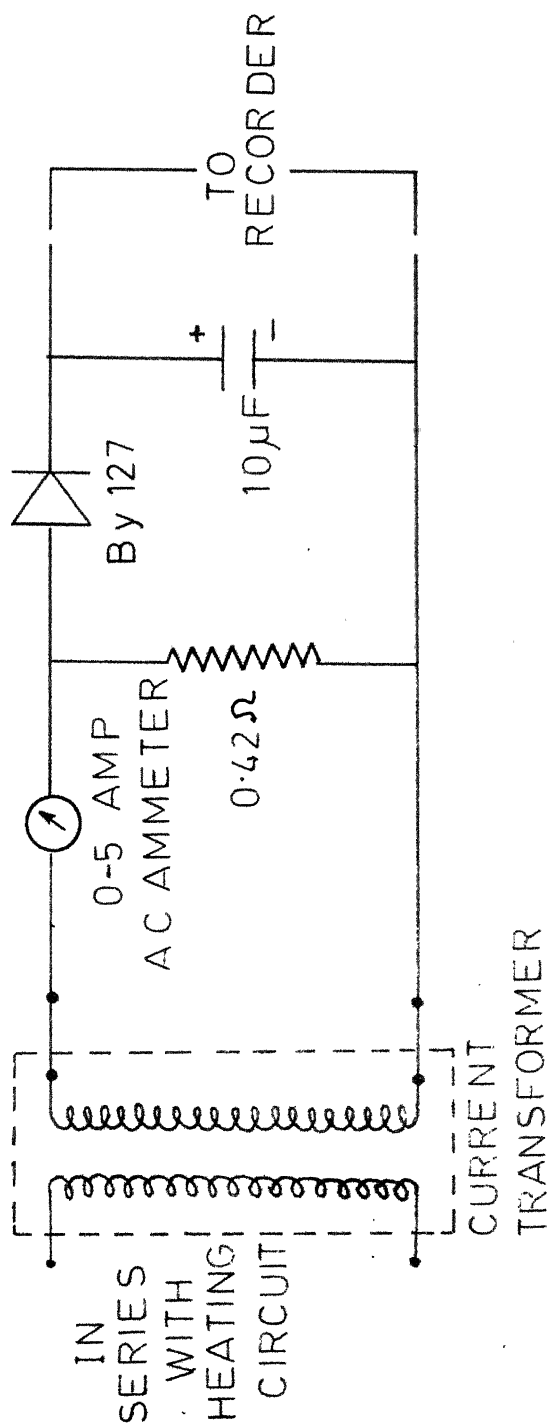 IN
SERIES
WITH
HEATING
CIRCUIT
CURRENT
TRANSFORMER
0-5 AMP
AC AMMETER
0.42Ω
By 127
+
10µF
−
TO
RECORDER